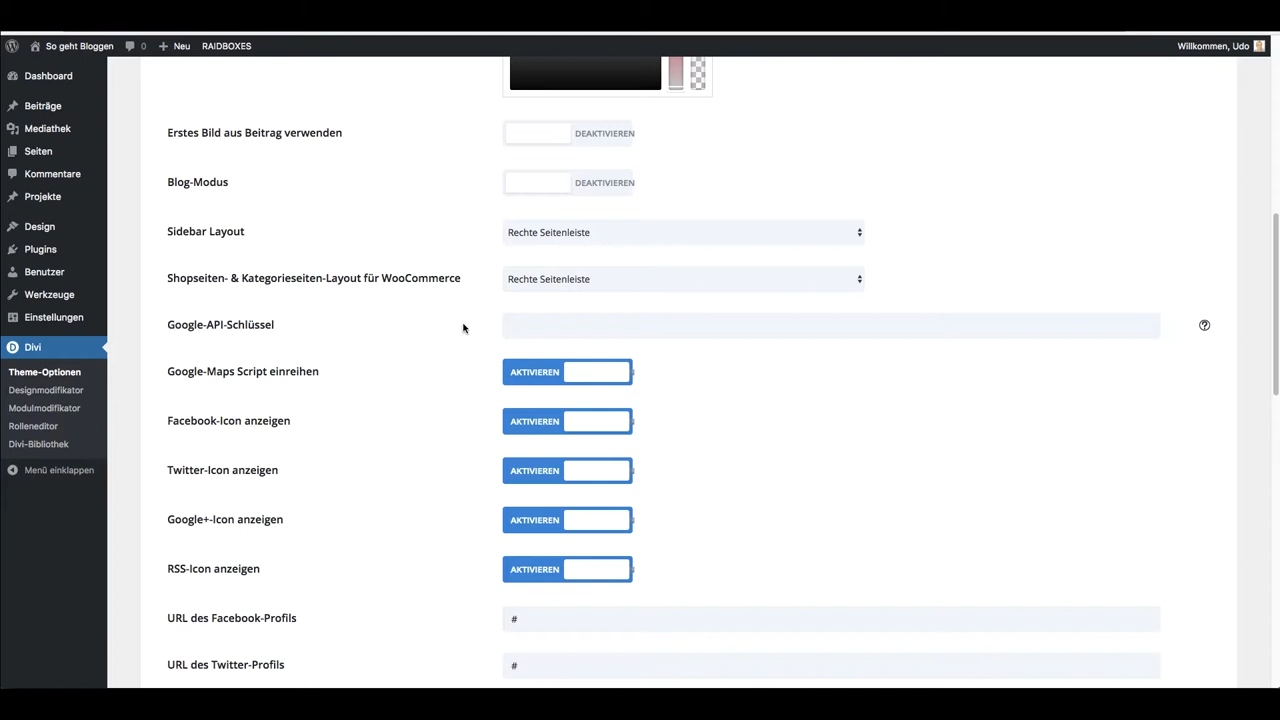 So geht Bloggen 0 Neu RAIDBOXES Willkommen, Udo
Dashboard
Beiträge
Mediathek
Seiten
Kommentare
Projekte
Design
Plugins
Benutzer
Werkzeuge
Einstellungen
Divi
Theme-Optionen
Designmodifikator
Modulmodifikator
Rolleneditor
Divi-Bibliothek
Menü einklappen
Erstes Bild aus Beitrag verwenden DEAKTIVIEREN
Blog-Modus DEAKTIVIEREN
Sidebar Layout Rechte Seitenleiste
Shopseiten- & Kategorieseiten-Layout für WooCommerce Rechte Seitenleiste
Google-API-Schlüssel
Google-Maps Script einreihen AKTIVIEREN
Facebook-Icon anzeigen AKTIVIEREN
Twitter-Icon anzeigen AKTIVIEREN
Google+-Icon anzeigen AKTIVIEREN
RSS-Icon anzeigen AKTIVIEREN
URL des Facebook-Profils #
URL des Twitter-Profils #